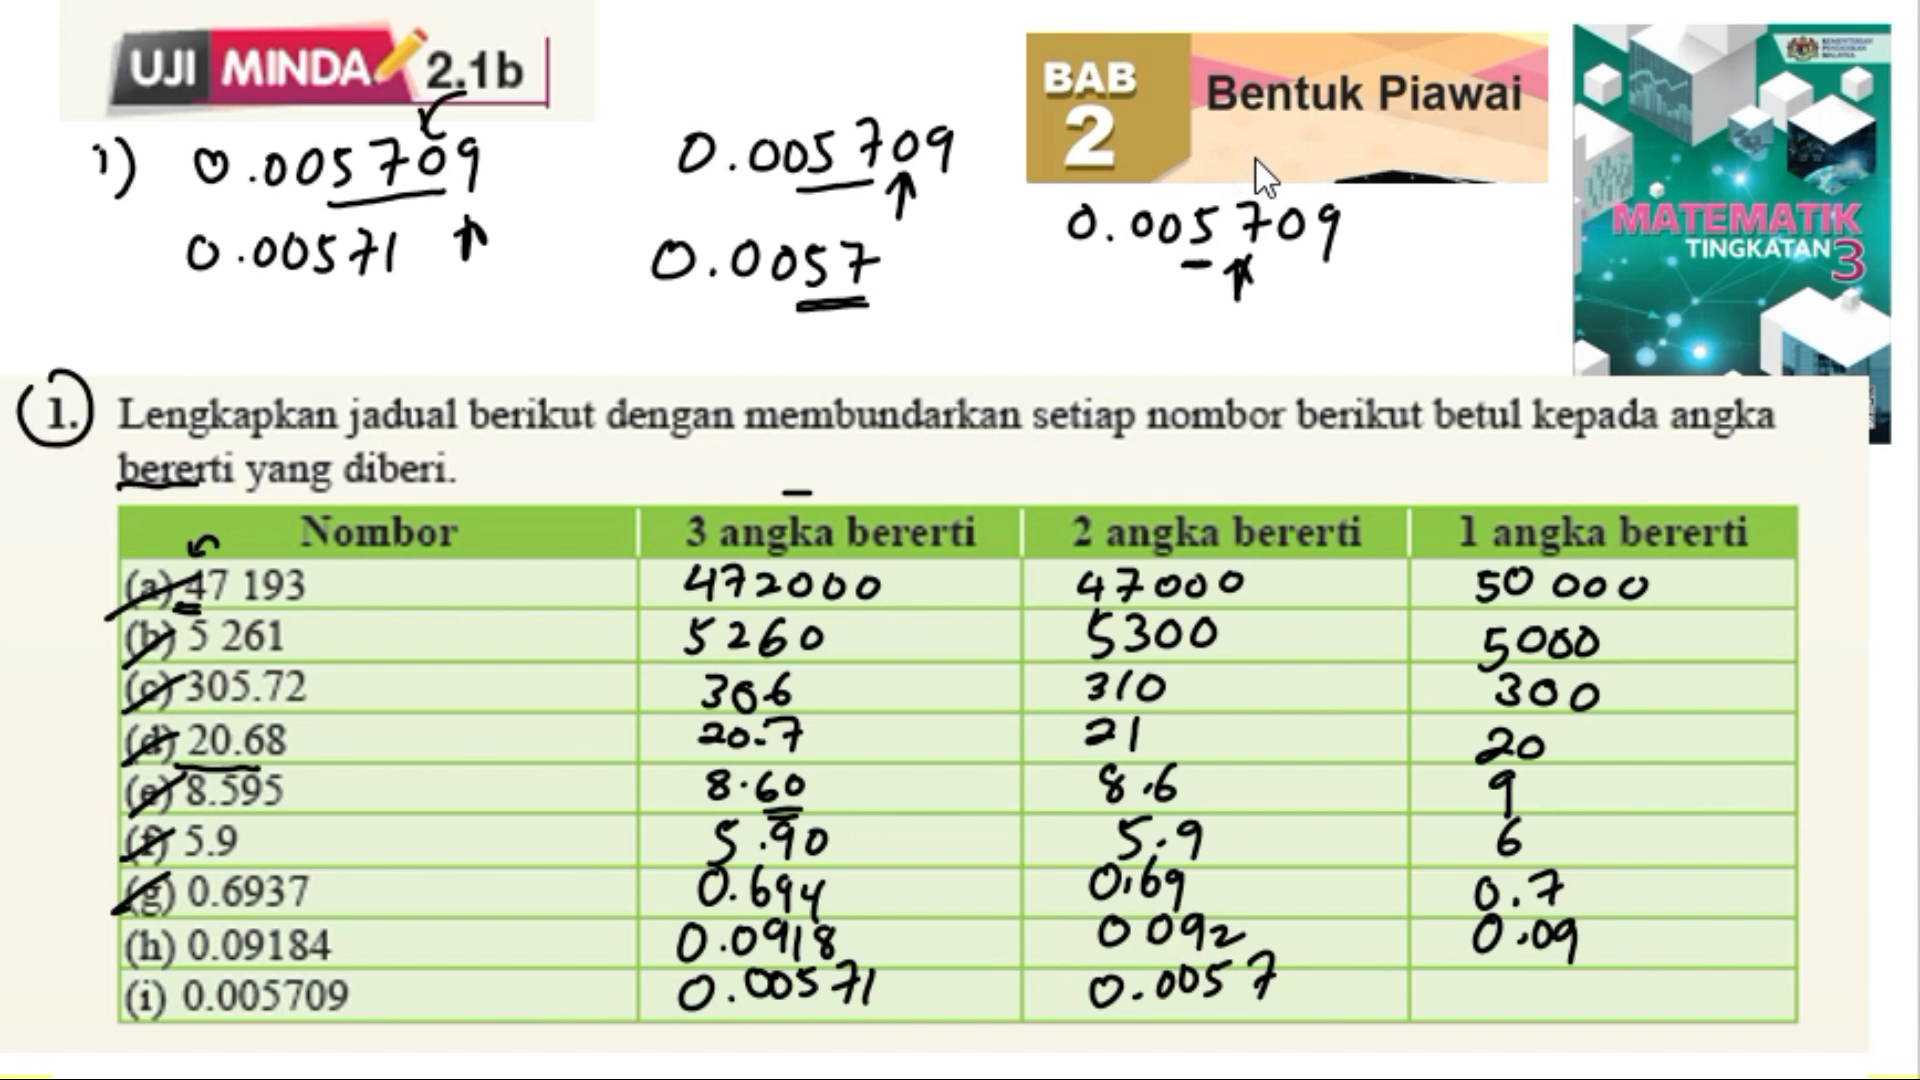 UJI MINDA 2.1b
BAB 2 Bentuk Piawai
KEMENTERIAN PENDIDIKAN MALAYSIA
MATEMATIK
TINGKATAN 3
i) 0.005709
0.00571
0.005709
0.0057
0.005709
1. Lengkapkan jadual berikut dengan membundarkan setiap nombor berikut betul kepada angka
bererti yang diberi.
Nombor 3 angka bererti 2 angka bererti 1 angka bererti
(a) 47 193 472000 47000 50 000
(b) 5 261 5260 5300 5000
(c) 305.72 306 310 300
(d) 20.68 20.7 21 20
(e) 8.595 8.60 8.6 9
(f) 5.9 5.90 5.9 6
(g) 0.6937 0.694 0.69 0.7
(h) 0.09184 0.0918 0 092 0.09
(i) 0.005709 0.00571 0.0057